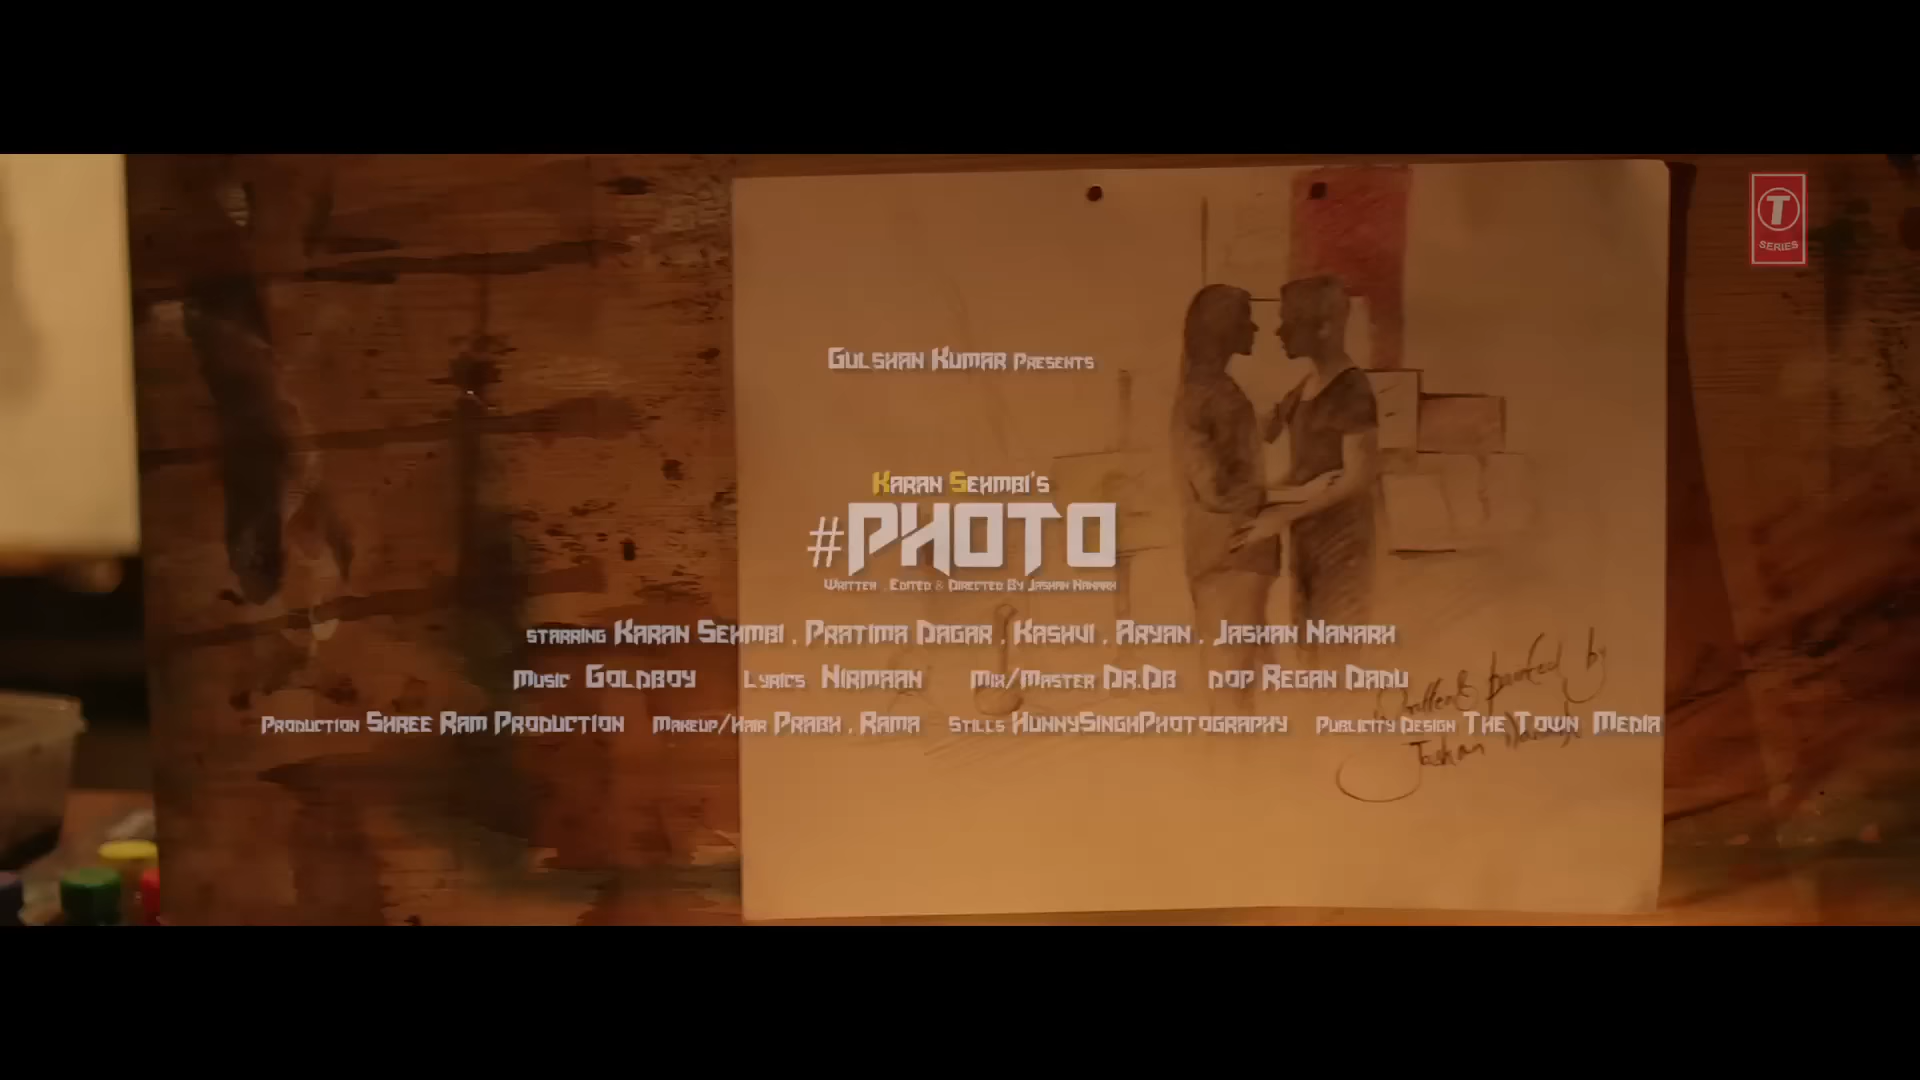 T
SERIES
GULSHAN KUMAR PRESENTS
KARAN SEHMBI'S
#PHOTO
WRITTEN , EDITED & DIRECTED BY JASHAN NANARH
STARRING KARAN SEHMBI , PRATIMA DAGAR , KASHVI , ARYAN , JASHAN NANARH
MUSIC GOLDBOY LYRICS NIRMAAN MIX/MASTER DR.DB DOP REGAN DADU
PRODUCTION SHREE RAM PRODUCTION MAKEUP/HAIR PRABH , RAMA STILLS HUNNYSINGHPHOTOGRAPHY PUBLICITY DESIGN THE TOWN MEDIA
by
Jashan